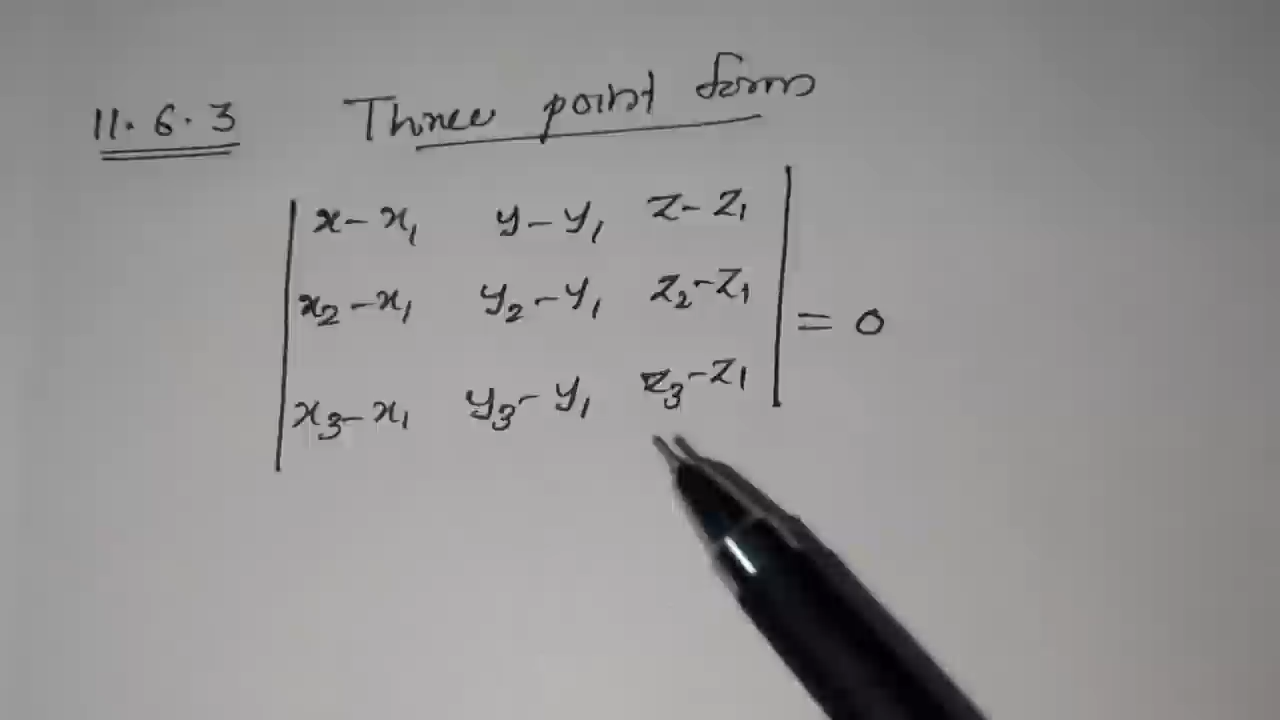 11.6.3 Three point form
| x-x₁ y-y₁ z-z₁ |
| x₂-x₁ y₂-y₁ z₂-z₁ | = 0
| x₃-x₁ y₃-y₁ z₃-z₁ |